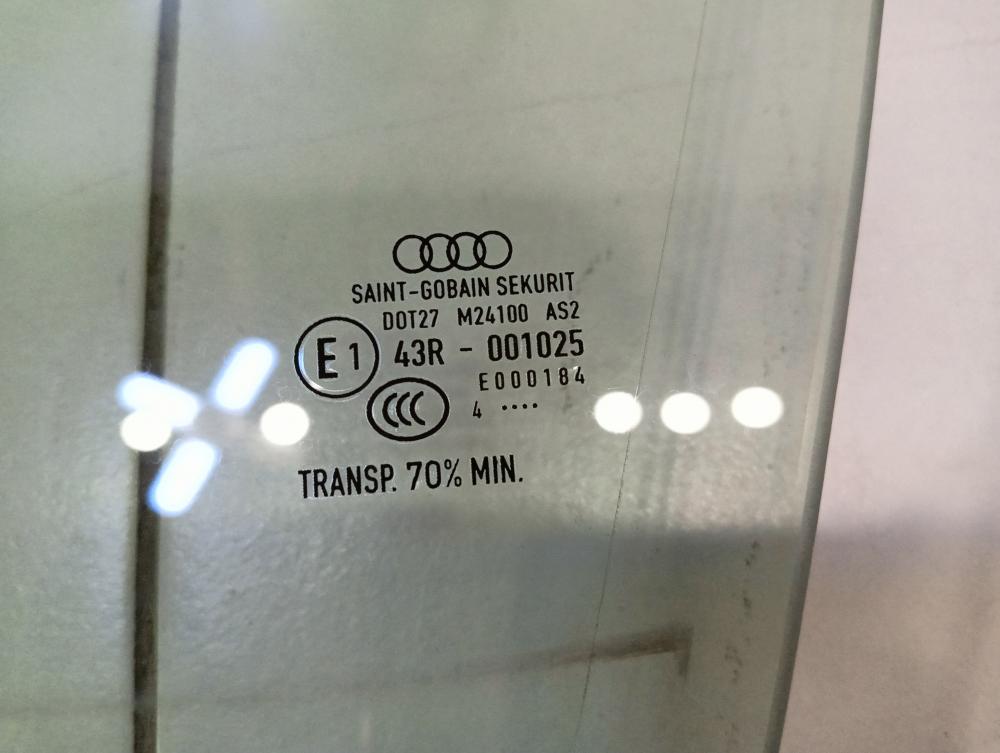 SAINT-GOBAIN SEKURIT
DOT27 M24100 AS2
E1 43R - 001025
E000184
CCC 4 ....
TRANSP. 70% MIN.